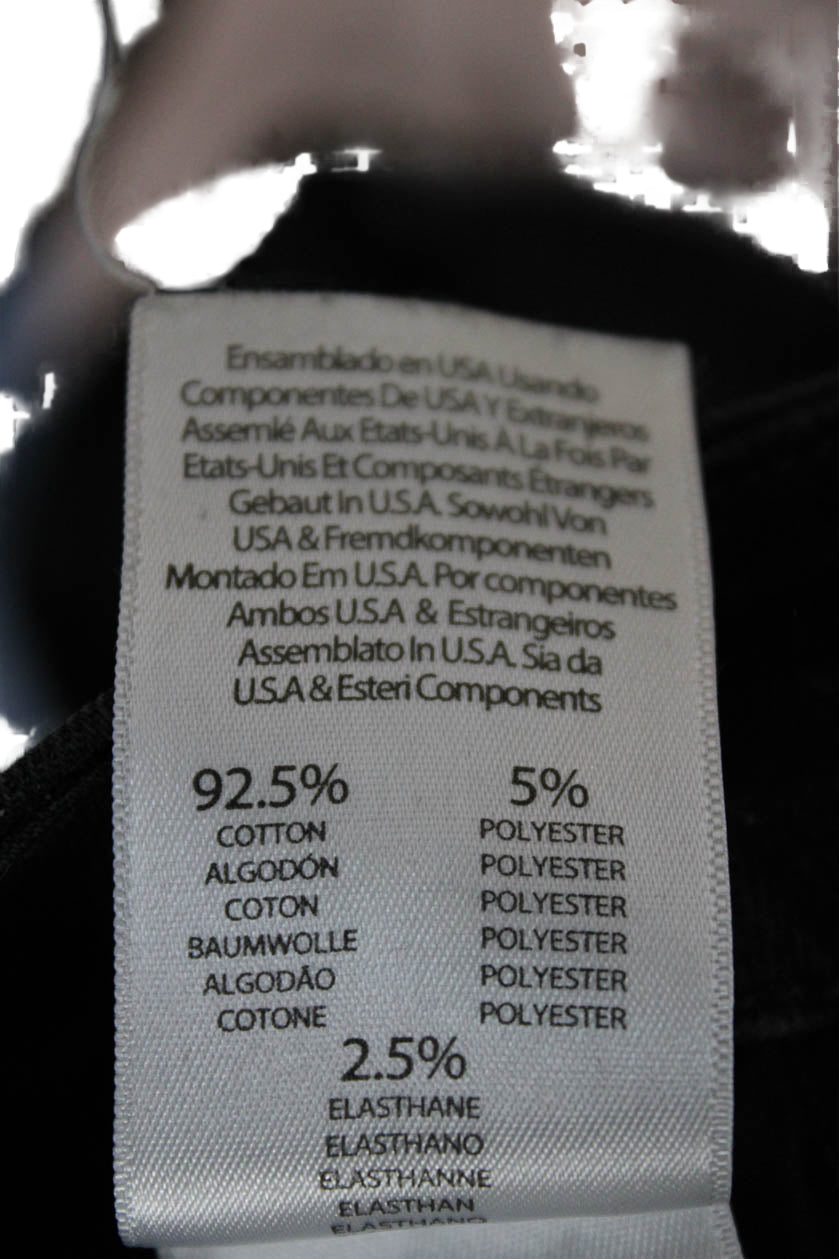 Ensamblado en USA Usando
Componentes De USA Y Extranjeros
Assemlé Aux Etats-Unis À La Fois Par
Etats-Unis Et Composants Étrangers
Gebaut In U.S.A. Sowohl Von
USA & Fremdkomponenten
Montado Em U.S.A. Por componentes
Ambos U.S.A & Estrangeiros
Assemblato In U.S.A. Sia da
U.S.A & Esteri Components
92.5% 5%
COTTON POLYESTER
ALGODÓN POLYESTER
COTON POLYESTER
BAUMWOLLE POLYESTER
ALGODÃO POLYESTER
COTONE POLYESTER
2.5%
ELASTHANE
ELASTHANO
ELASTHANNE
ELASTHAN
ELASTHANO